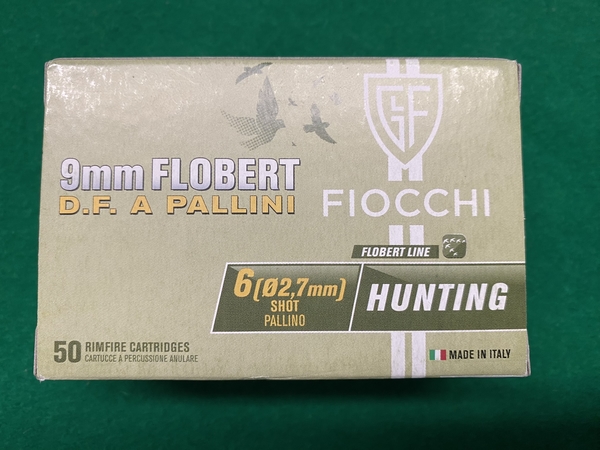 9mm FLOBERT
D.F. A PALLINI
GFL
FIOCCHI
FLOBERT LINE
6 (Ø2,7mm)
SHOT
PALLINO
HUNTING
50 RIMFIRE CARTRIDGES
CARTUCCE A PERCUSSIONE ANULARE
MADE IN ITALY